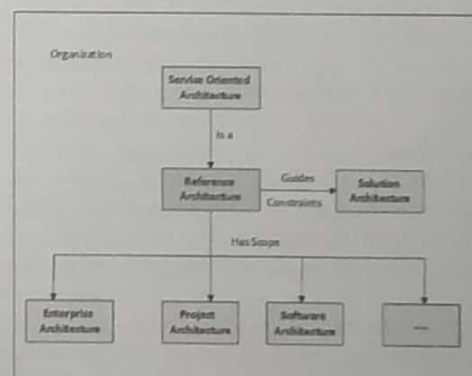 Organization
Service Oriented
Architecture
Is a
Reference
Architecture
Guides
Constraints
Solution
Architecture
Has Scope
Enterprise
Architecture
Project
Architecture
Software
Architecture
----